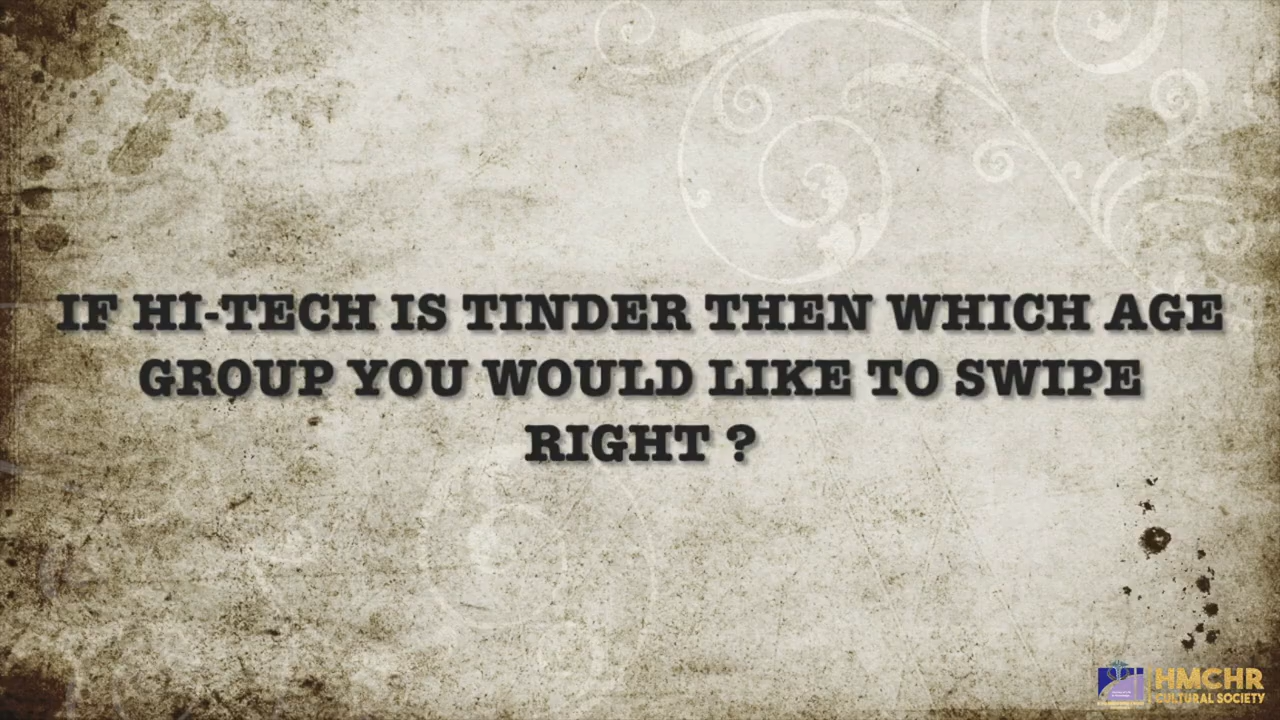 IF HI-TECH IS TINDER THEN WHICH AGE
GROUP YOU WOULD LIKE TO SWIPE
RIGHT ?
HMCHR
CULTURAL SOCIETY